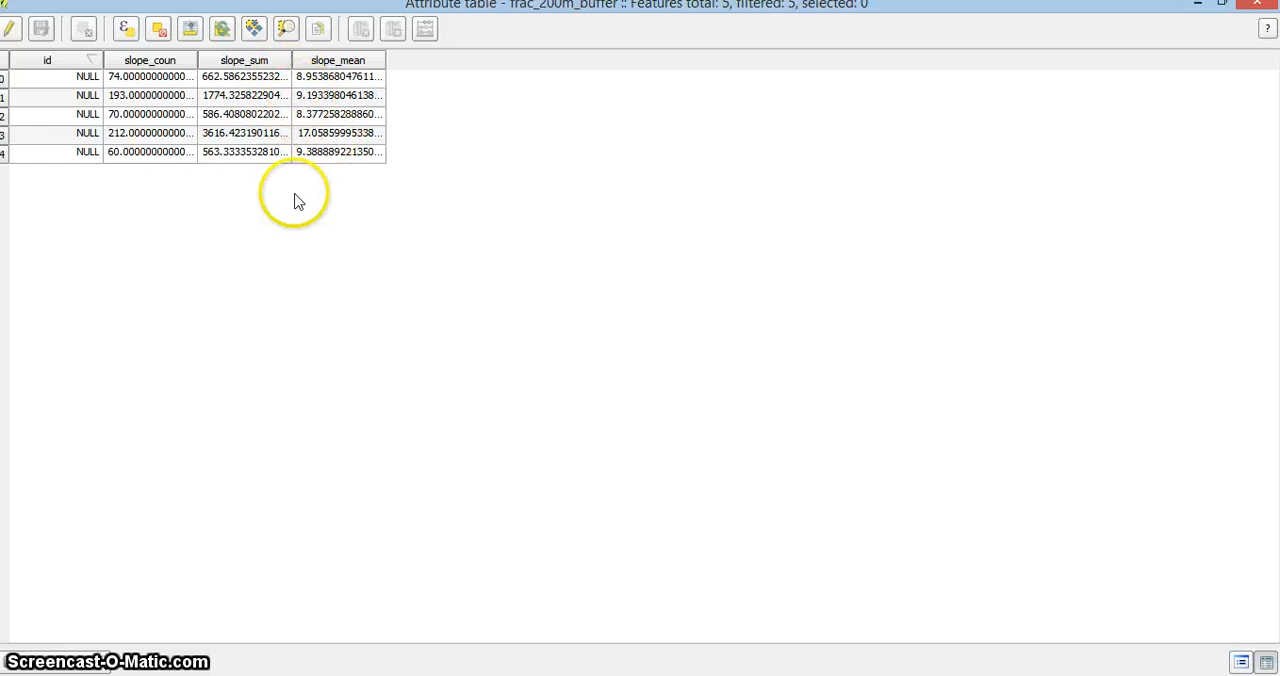 Attribute table - frac_200m_buffer :: Features total: 5, filtered: 5, selected: 0
ε
?
id slope_coun slope_sum slope_mean
0 NULL 74.00000000000... 662.5862355232... 8.953868047611...
1 NULL 193.0000000000... 1774.325822904... 9.193398046138...
2 NULL 70.00000000000... 586.4080802202... 8.377258288860...
3 NULL 212.0000000000... 3616.423190116... 17.05859995338...
4 NULL 60.00000000000... 563.3333532810... 9.388889221350...
Screencast-O-Matic.com